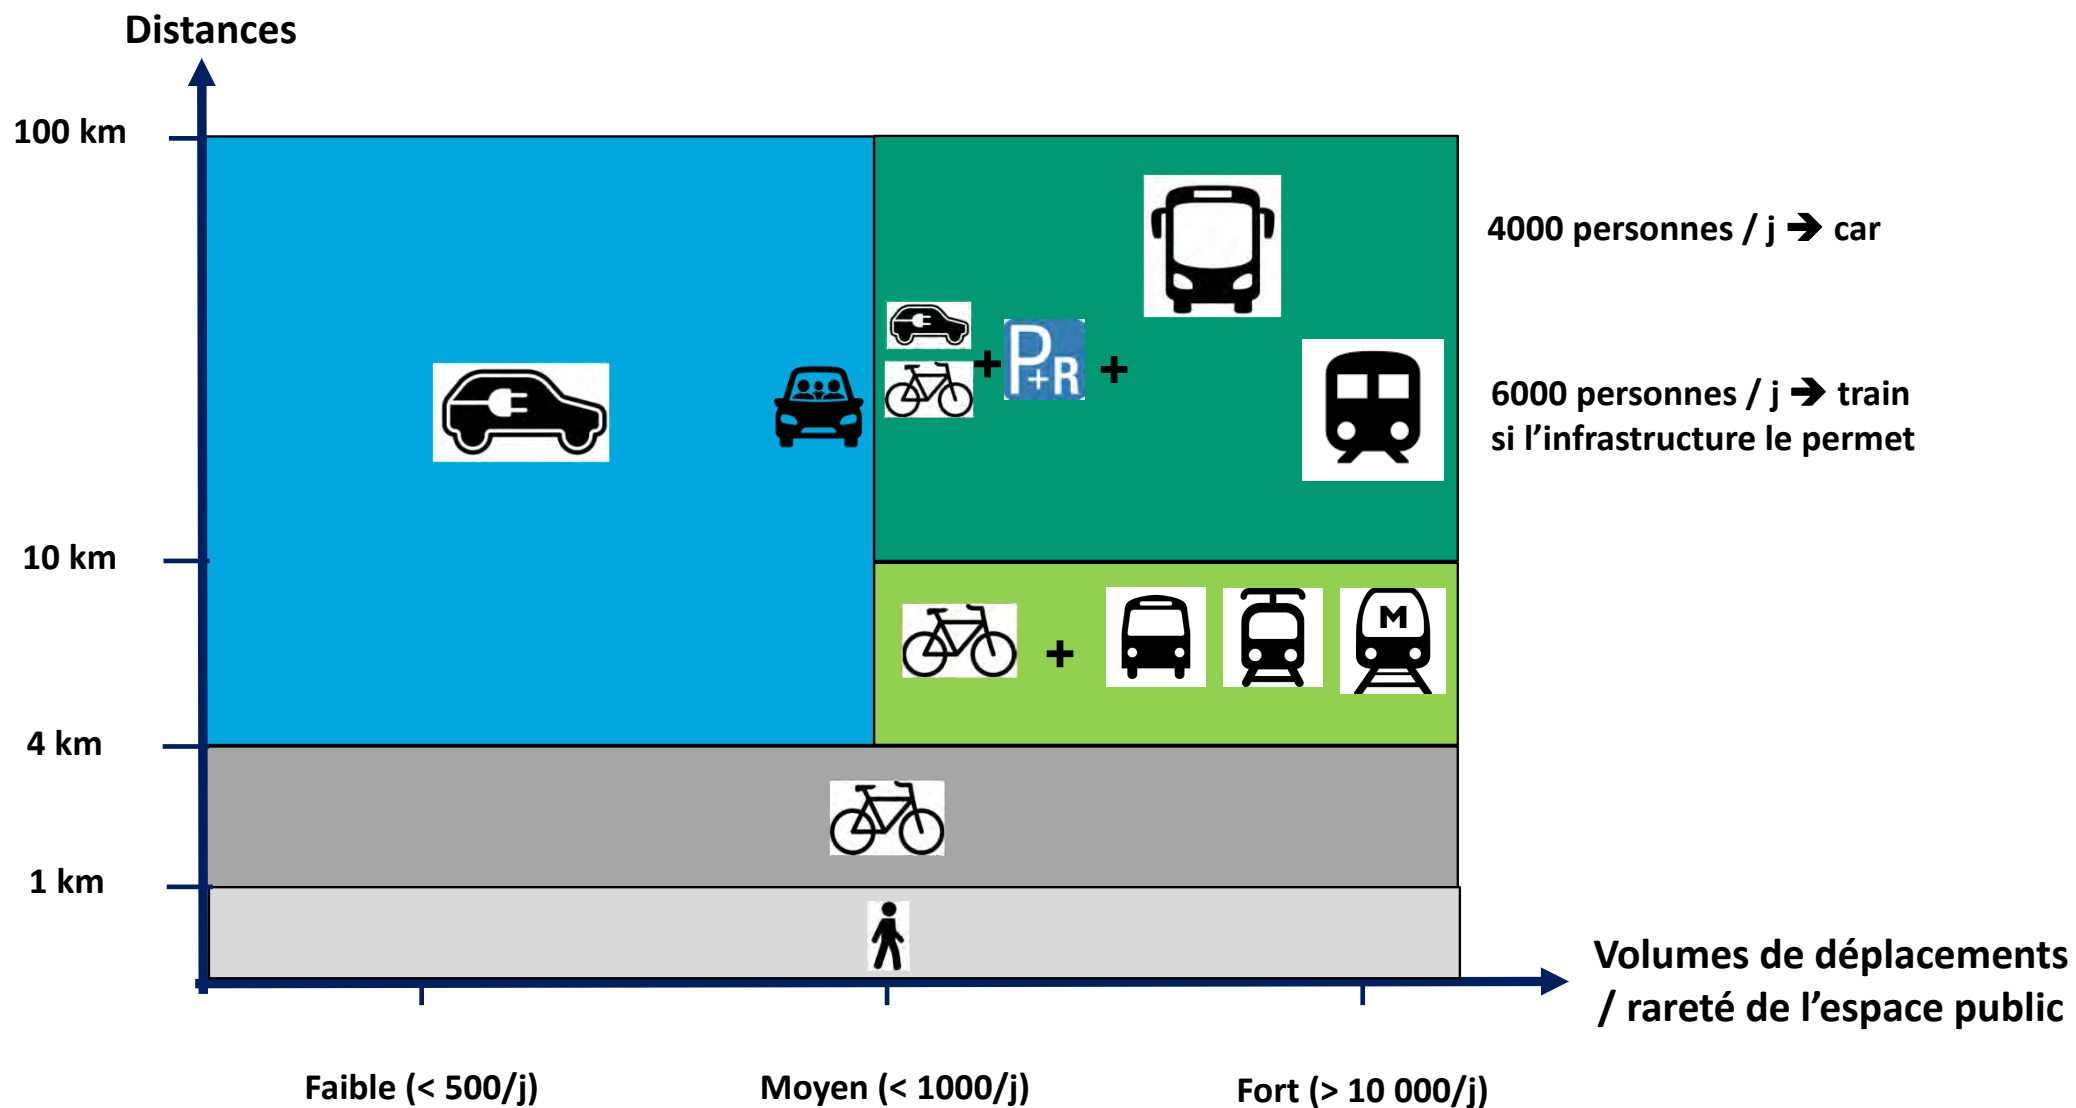 Distances
100 km
4000 personnes / j ➔ car
P+R
6000 personnes / j ➔ train
si l’infrastructure le permet
10 km
M
4 km
1 km
Volumes de déplacements
/ rareté de l’espace public
Faible (< 500/j)
Moyen (< 1000/j)
Fort (> 10 000/j)